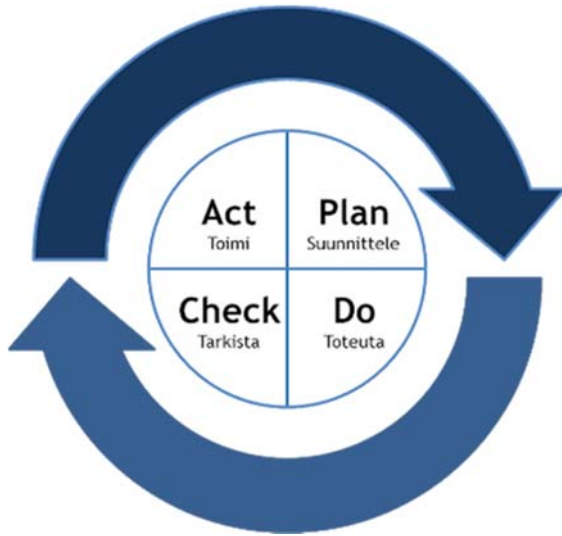 Act
Toimi
Plan
Suunnittele
Check
Tarkista
Do
Toteuta